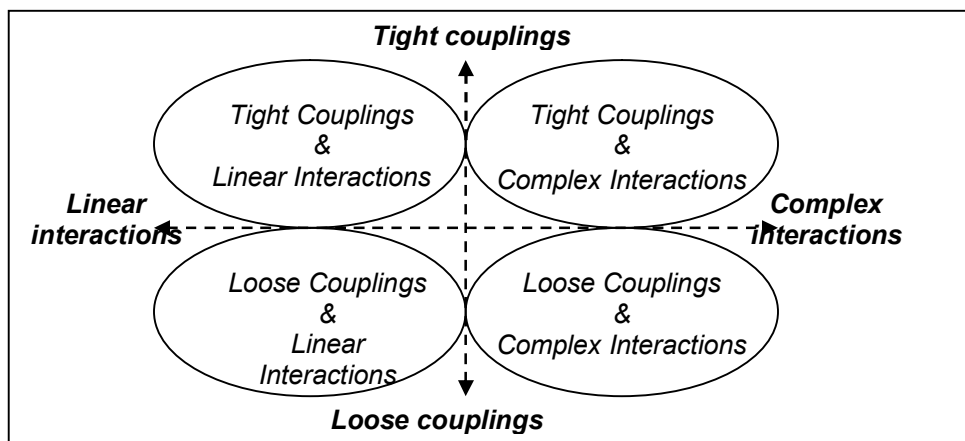 Tight couplings
Tight Couplings
&
Linear Interactions
Tight Couplings
&
Complex Interactions
Linear
interactions
Complex
interactions
Loose Couplings
&
Linear
Interactions
Loose Couplings
&
Complex Interactions
Loose couplings